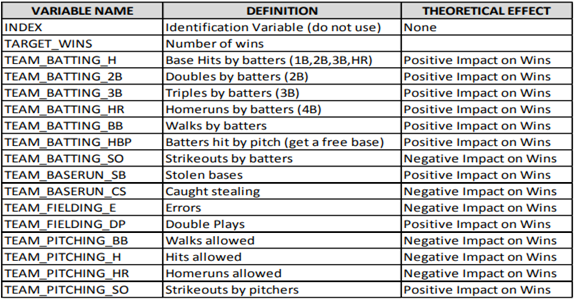 VARIABLE NAME DEFINITION THEORETICAL EFFECT
INDEX Identification Variable (do not use) None
TARGET_WINS Number of wins
TEAM_BATTING_H Base Hits by batters (1B,2B,3B,HR) Positive Impact on Wins
TEAM_BATTING_2B Doubles by batters (2B) Positive Impact on Wins
TEAM_BATTING_3B Triples by batters (3B) Positive Impact on Wins
TEAM_BATTING_HR Homeruns by batters (4B) Positive Impact on Wins
TEAM_BATTING_BB Walks by batters Positive Impact on Wins
TEAM_BATTING_HBP Batters hit by pitch (get a free base) Positive Impact on Wins
TEAM_BATTING_SO Strikeouts by batters Negative Impact on Wins
TEAM_BASERUN_SB Stolen bases Positive Impact on Wins
TEAM_BASERUN_CS Caught stealing Negative Impact on Wins
TEAM_FIELDING_E Errors Negative Impact on Wins
TEAM_FIELDING_DP Double Plays Positive Impact on Wins
TEAM_PITCHING_BB Walks allowed Negative Impact on Wins
TEAM_PITCHING_H Hits allowed Negative Impact on Wins
TEAM_PITCHING_HR Homeruns allowed Negative Impact on Wins
TEAM_PITCHING_SO Strikeouts by pitchers Positive Impact on Wins